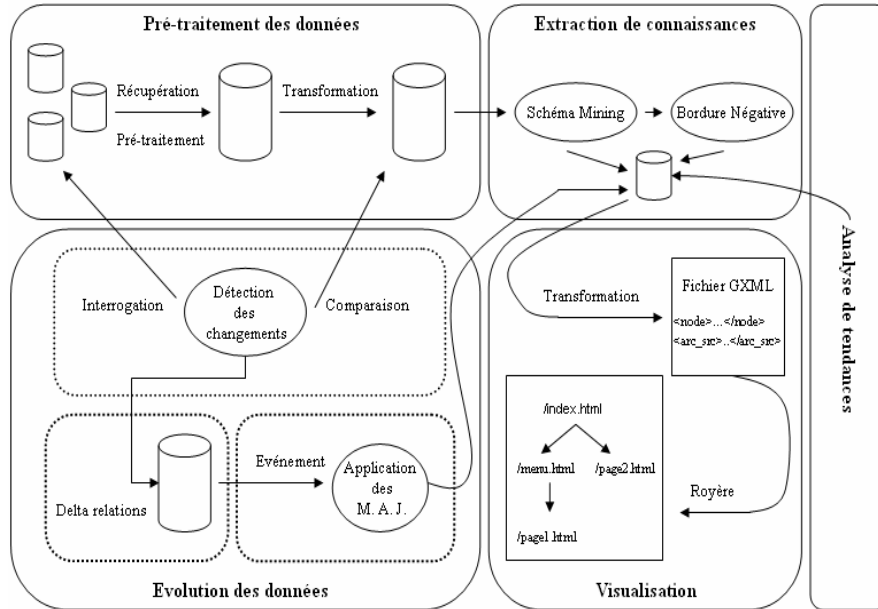 Pré-traitement des données
Récupération
Pré-traitement
Transformation
Extraction de connaissances
Schéma Mining
Bordure Négative
Analyse de tendances
Interrogation
Détection
des
changements
Comparaison
Delta relations
Evénement
Application
des
M. A. J.
Evolution des données
Transformation
Fichier GXML
<node>...</node>
<arc_src>..</arc_src>
/index.html
/menu.html
/page2.html
/page1.html
Royère
Visualisation